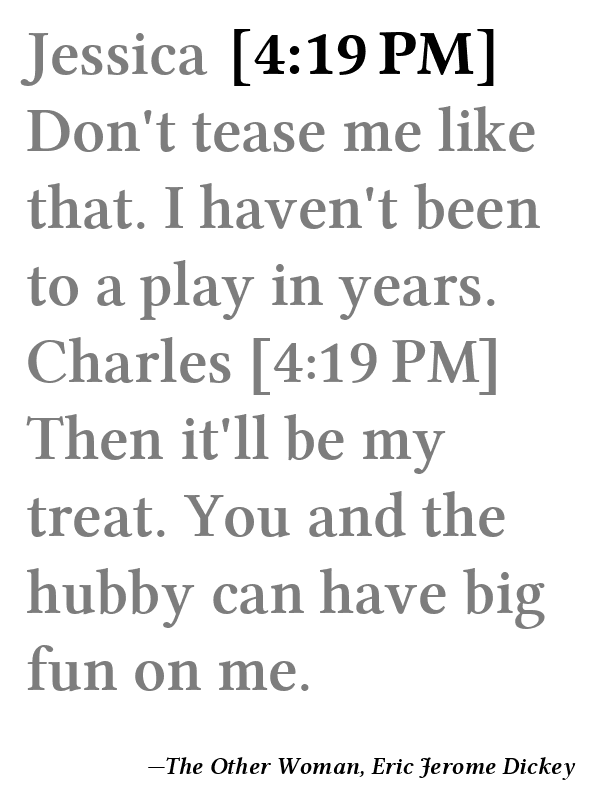 Jessica [4:19 PM]
Don't tease me like
that. I haven't been
to a play in years.
Charles [4:19 PM]
Then it'll be my
treat. You and the
hubby can have big
fun on me.
—The Other Woman, Eric Jerome Dickey